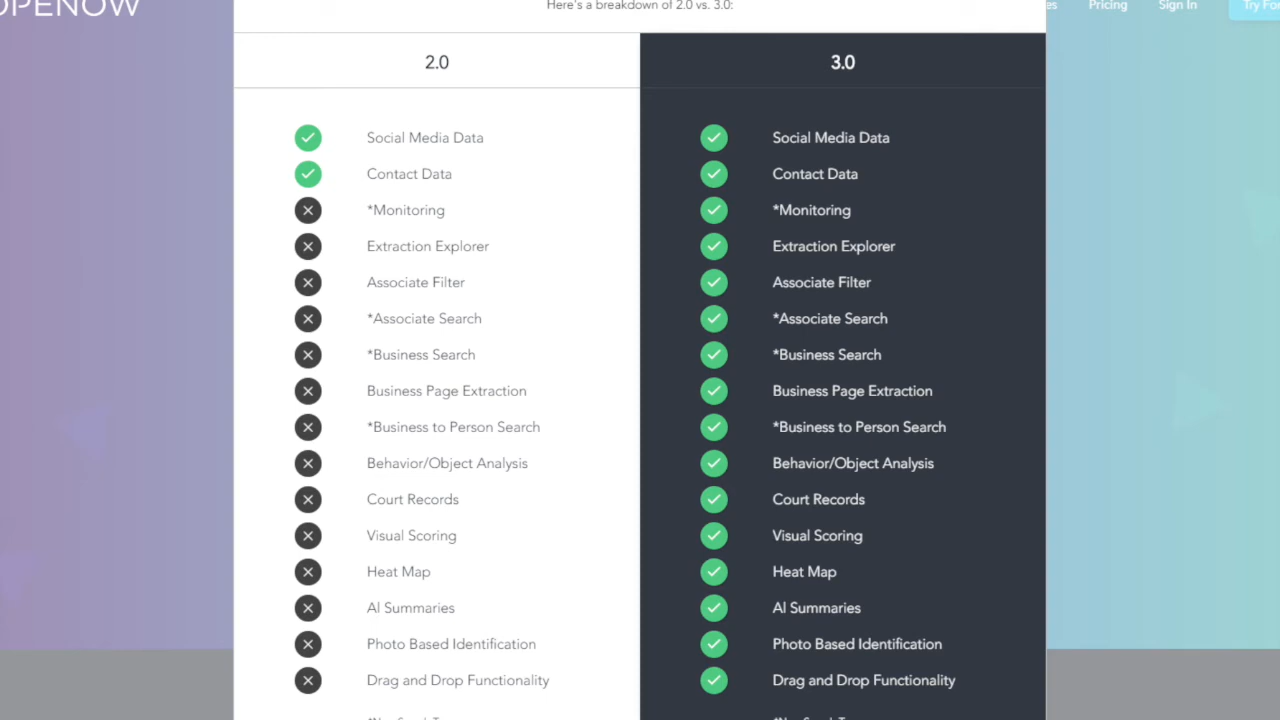 OPENOW
Here's a breakdown of 2.0 vs. 3.0:
Pricing
Sign In
Try
2.0
3.0
Social Media Data
Social Media Data
Contact Data
Contact Data
*Monitoring
*Monitoring
Extraction Explorer
Extraction Explorer
Associate Filter
Associate Filter
*Associate Search
*Associate Search
*Business Search
*Business Search
Business Page Extraction
Business Page Extraction
*Business to Person Search
*Business to Person Search
Behavior/Object Analysis
Behavior/Object Analysis
Court Records
Court Records
Visual Scoring
Visual Scoring
Heat Map
Heat Map
AI Summaries
AI Summaries
Photo Based Identification
Photo Based Identification
Drag and Drop Functionality
Drag and Drop Functionality